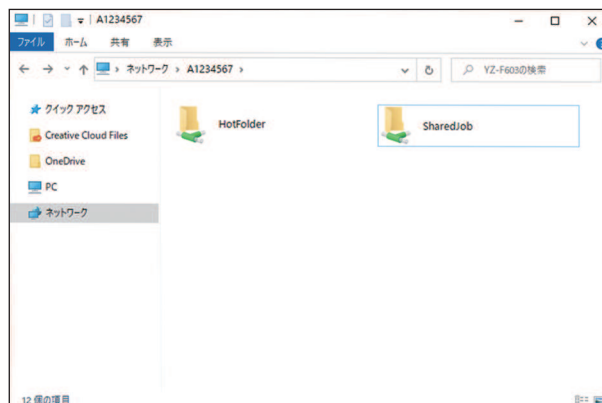 A1234567
ファイル ホーム 共有 表示
ネットワーク › A1234567 ›
YZ-F603の検索
クイック アクセス
Creative Cloud Files
OneDrive
PC
ネットワーク
HotFolder
SharedJob
12 個の項目